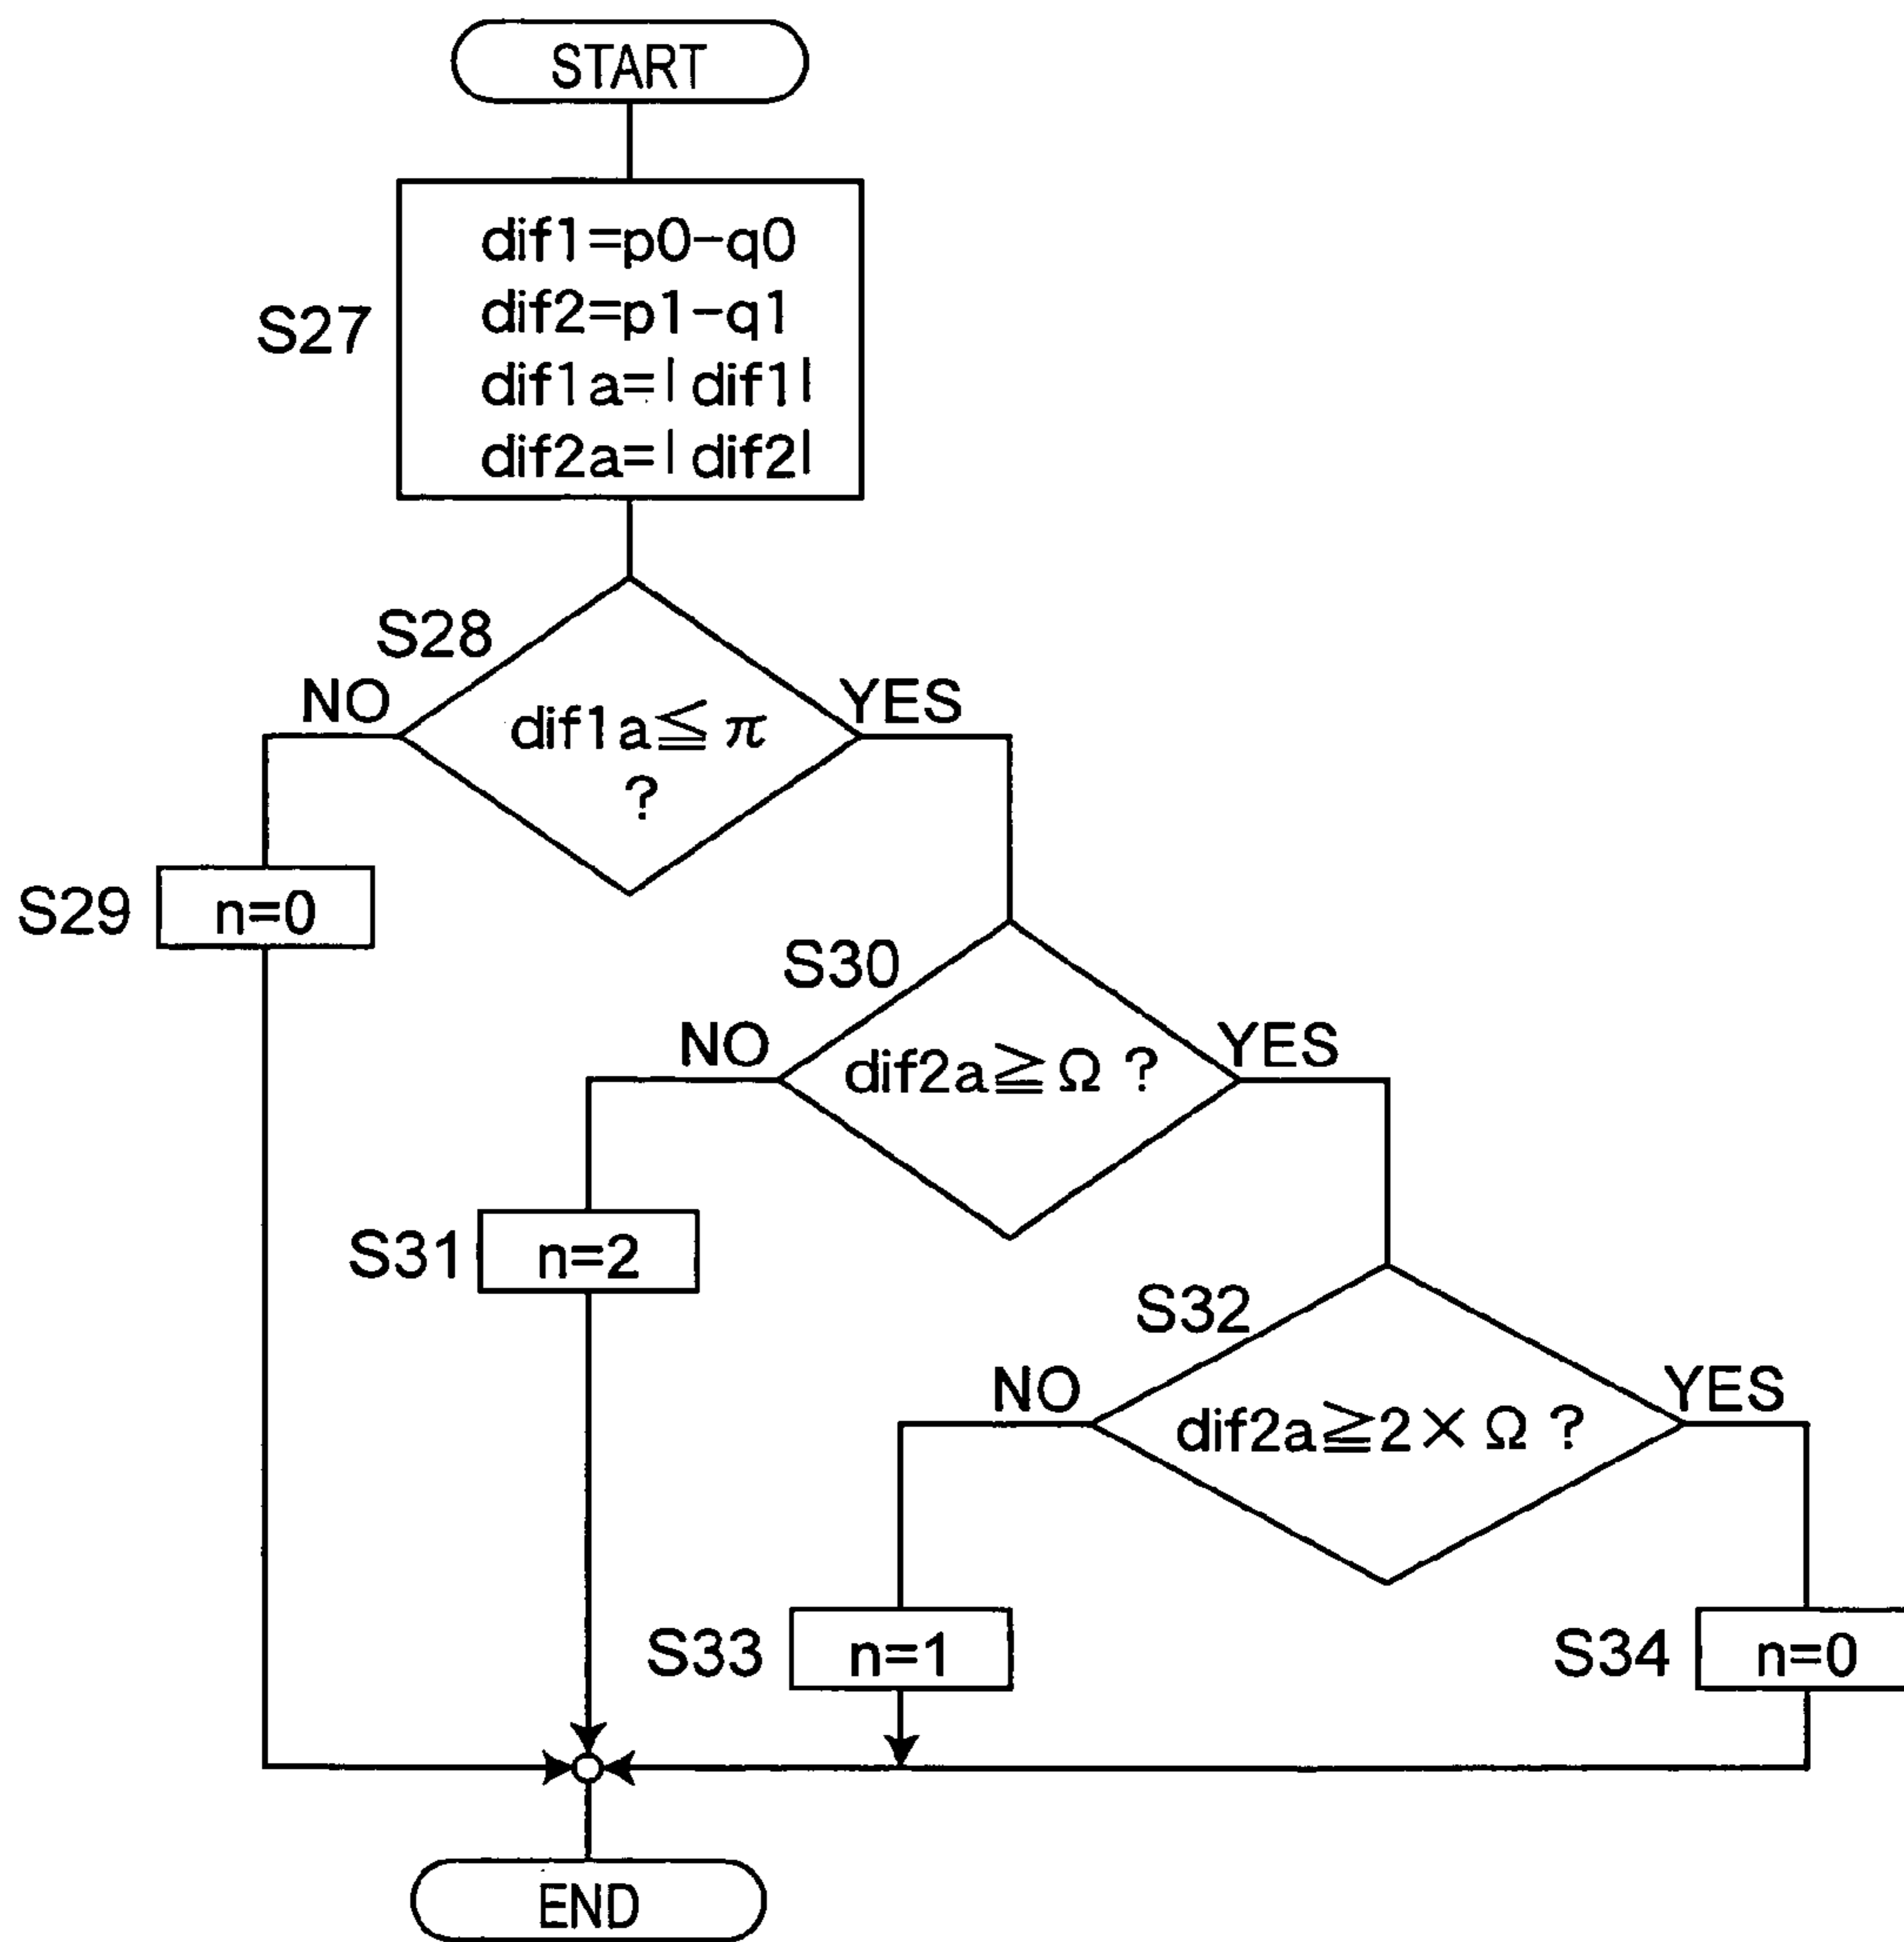 START
S27
dif1=p0-q0
dif2=p1-q1
dif1a=|dif1|
dif2a=|dif2|
S28
NO
YES
dif1a≦π
?
S29
n=0
S30
NO
YES
dif2a≧Ω ?
S31
n=2
S32
NO
YES
dif2a≧2×Ω ?
S33
n=1
S34
n=0
END